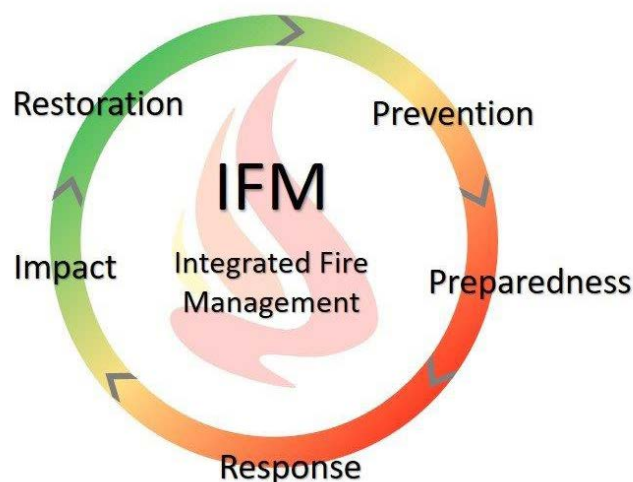 Restoration
Prevention
IFM
Integrated Fire
Management
Impact
Preparedness
Response